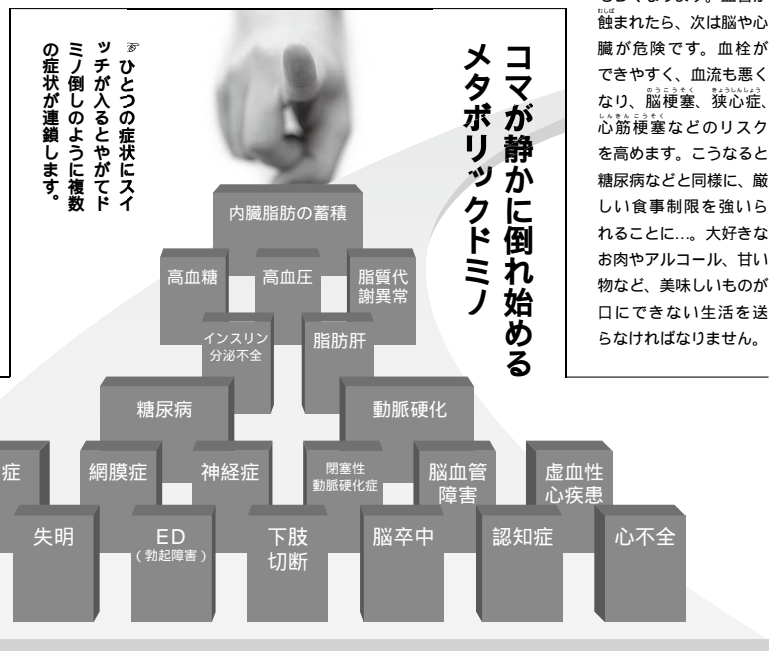 蝕まれたら、次は脳や心
臓が危険です。血栓が
できやすく、血流も悪く
なり、脳梗塞、狭心症、
心筋梗塞などのリスク
を高めます。こうなると
糖尿病などと同様に、厳
しい食事制限を強いら
れることに…。大好きな
お肉やアルコール、甘い
物など、美味しいものが
口にできない生活を送
らなければなりません。
コマが静かに倒れ始める
メタボリックドミノ
☞ひとつの症状にスイ
ッチが入るとやがてド
ミノ倒しのように複数
の症状が連鎖します。
内臓脂肪の蓄積
高血糖
高血圧
脂質代
謝異常
インスリン
分泌不全
脂肪肝
糖尿病
動脈硬化
症
網膜症
神経症
閉塞性
動脈硬化症
脳血管
障害
虚血性
心疾患
失明
ED
(勃起障害)
下肢
切断
脳卒中
認知症
心不全